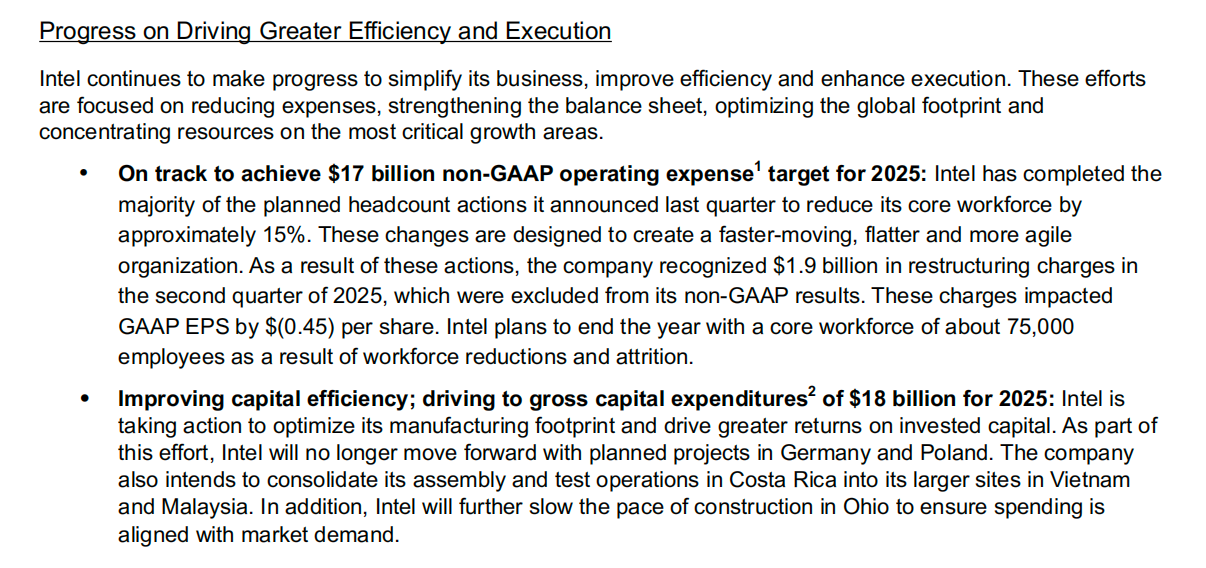 Progress on Driving Greater Efficiency and Execution
Intel continues to make progress to simplify its business, improve efficiency and enhance execution. These efforts
are focused on reducing expenses, strengthening the balance sheet, optimizing the global footprint and
concentrating resources on the most critical growth areas.
• On track to achieve $17 billion non-GAAP operating expense¹ target for 2025: Intel has completed the
majority of the planned headcount actions it announced last quarter to reduce its core workforce by
approximately 15%. These changes are designed to create a faster-moving, flatter and more agile
organization. As a result of these actions, the company recognized $1.9 billion in restructuring charges in
the second quarter of 2025, which were excluded from its non-GAAP results. These charges impacted
GAAP EPS by $(0.45) per share. Intel plans to end the year with a core workforce of about 75,000
employees as a result of workforce reductions and attrition.
• Improving capital efficiency; driving to gross capital expenditures² of $18 billion for 2025: Intel is
taking action to optimize its manufacturing footprint and drive greater returns on invested capital. As part of
this effort, Intel will no longer move forward with planned projects in Germany and Poland. The company
also intends to consolidate its assembly and test operations in Costa Rica into its larger sites in Vietnam
and Malaysia. In addition, Intel will further slow the pace of construction in Ohio to ensure spending is
aligned with market demand.